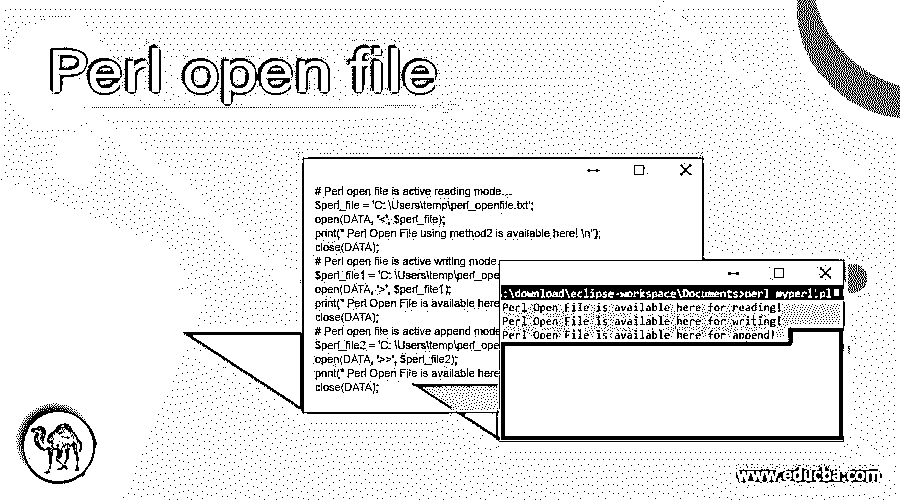 Perl open file
# Perl open file is active reading mode...
$perl_file = 'C:\Users\temp\perl_openfile.txt';
open(DATA, '<', $perl_file);
print(" Perl Open File using method2 is available here! \n");
close(DATA);
# Perl open file is active writing mode
$perl_file1 = 'C:\Users\temp\perl_ope
open(DATA, '>', $perl_file1);
print(" Perl Open File is available here
close(DATA);
# Perl open file is active append mode
$perl_file2 = 'C:\Users\temp\perl_ope
open(DATA, '>>', $perl_file2);
print(" Perl Open File is available here
close(DATA);
:\download\eclipse-workspace\Documents>perl myperl.pl
Perl Open File is available here for reading!
Perl Open File is available here for writing!
Perl Open File is available here for append!
www.educba.com